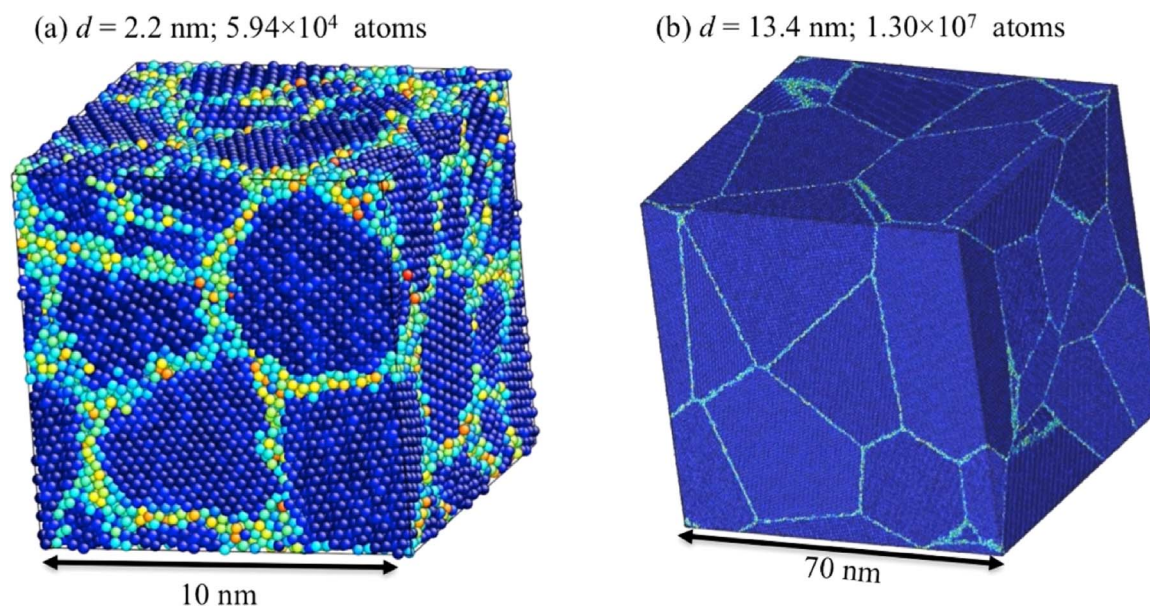 (a) d = 2.2 nm; 5.94×10⁴ atoms
(b) d = 13.4 nm; 1.30×10⁷ atoms
10 nm
70 nm